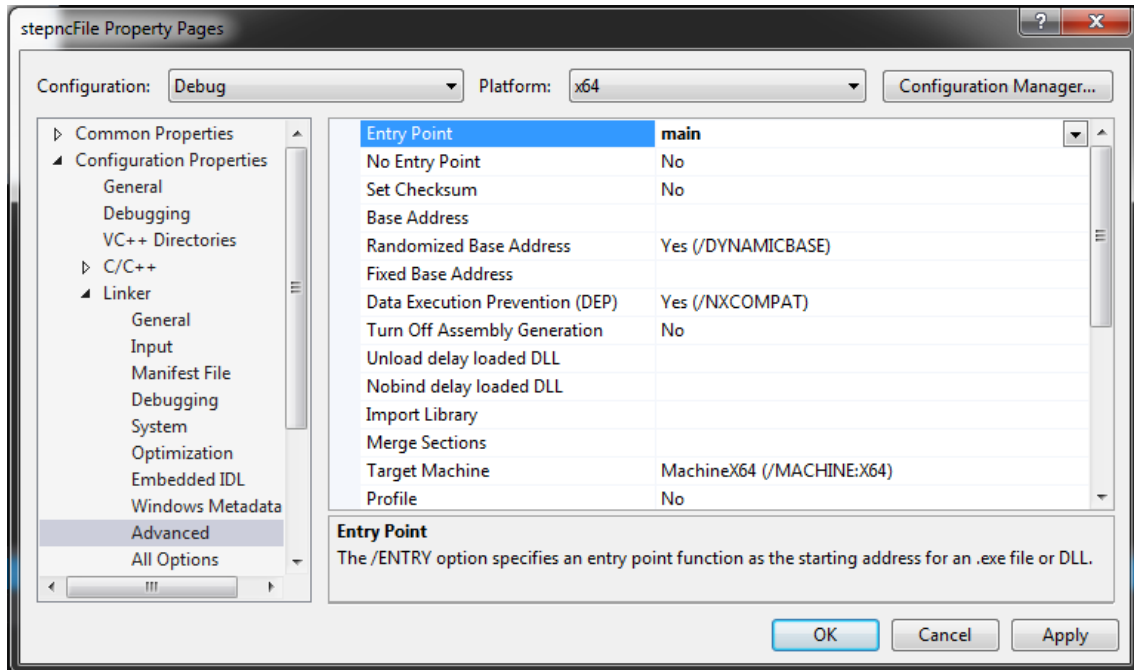 stepncFile Property Pages
Configuration: Debug Platform: x64 Configuration Manager...
Common Properties
Configuration Properties
General
Debugging
VC++ Directories
C/C++
Linker
General
Input
Manifest File
Debugging
System
Optimization
Embedded IDL
Windows Metadata
Advanced
All Options
Entry Point main
No Entry Point No
Set Checksum No
Base Address
Randomized Base Address Yes (/DYNAMICBASE)
Fixed Base Address
Data Execution Prevention (DEP) Yes (/NXCOMPAT)
Turn Off Assembly Generation No
Unload delay loaded DLL
Nobind delay loaded DLL
Import Library
Merge Sections
Target Machine MachineX64 (/MACHINE:X64)
Profile No
Entry Point
The /ENTRY option specifies an entry point function as the starting address for an .exe file or DLL.
OK Cancel Apply